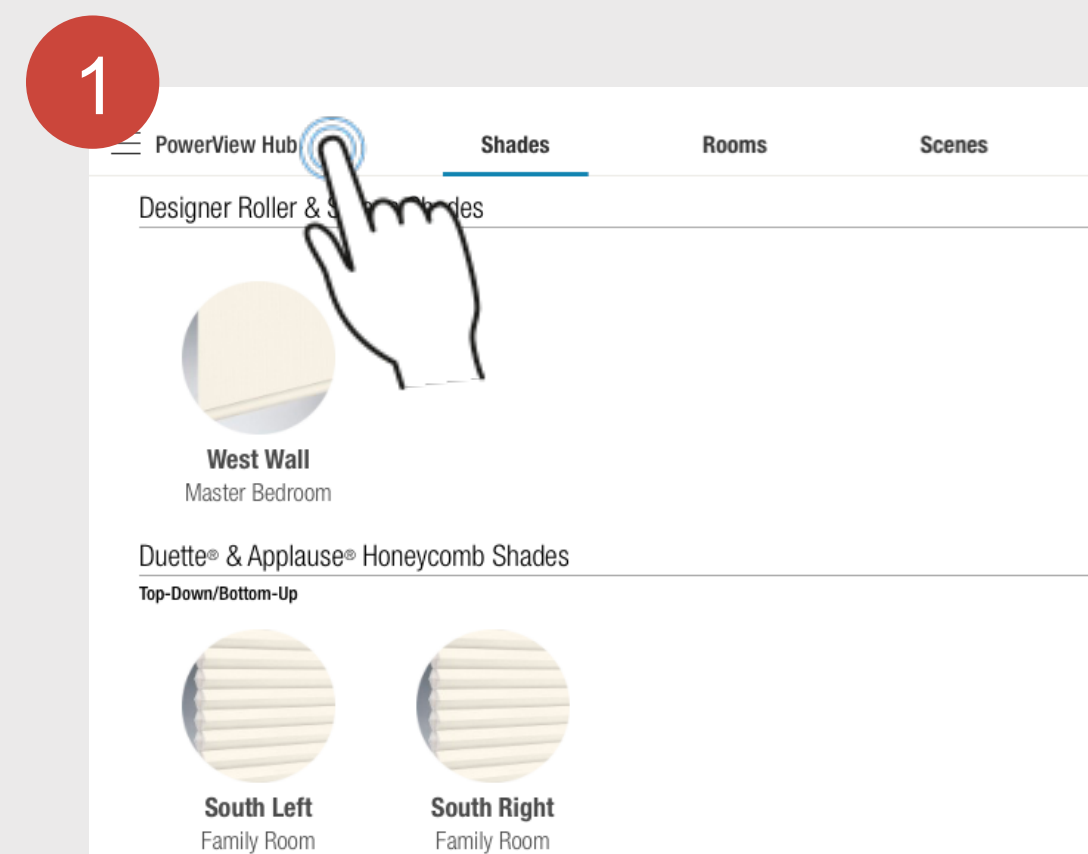 1
PowerView Hub Shades Rooms Scenes
Designer Roller & des
West Wall
Master Bedroom
Duette® & Applause® Honeycomb Shades
Top-Down/Bottom-Up
South Left South Right
Family Room Family Room